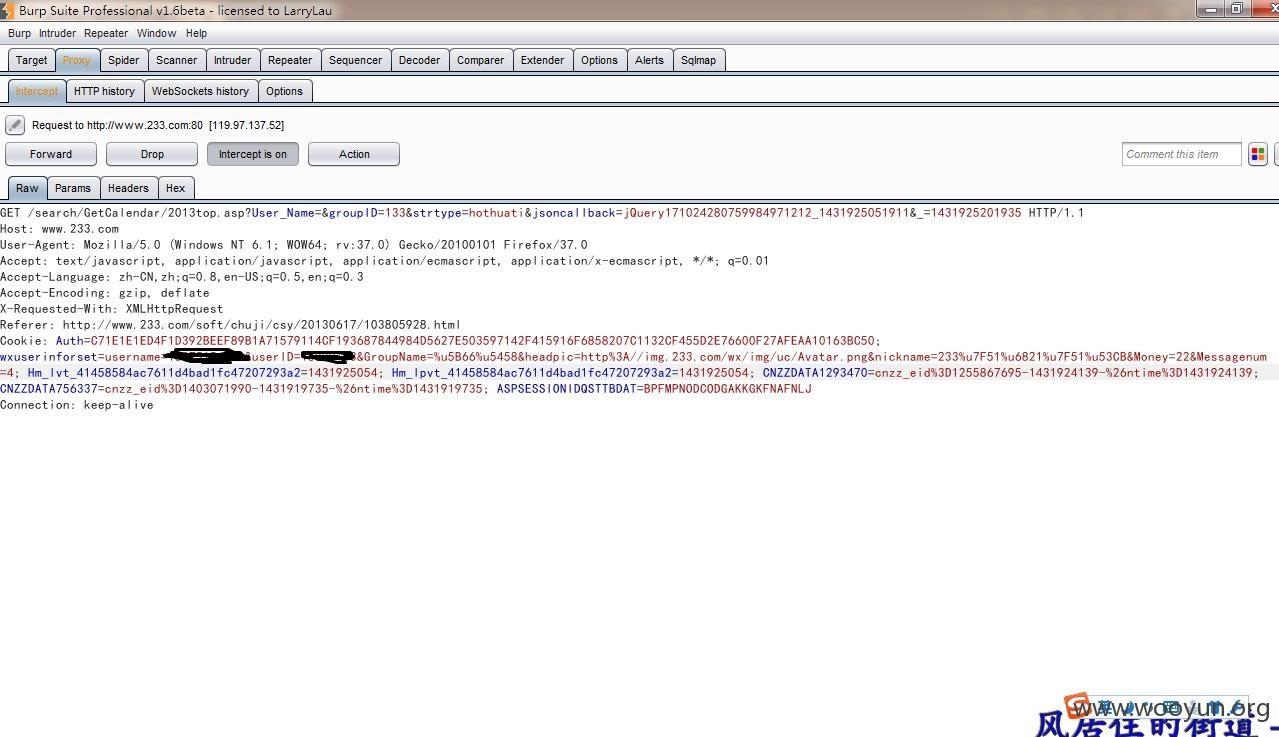 Burp Suite Professional v1.6beta - licensed to LarryLau
Burp Intruder Repeater Window Help
Target Proxy Spider Scanner Intruder Repeater Sequencer Decoder Comparer Extender Options Alerts Sqlmap
Intercept HTTP history WebSockets history Options
Request to http://www.233.com:80 [119.97.137.52]
Forward Drop Intercept is on Action Comment this item
Raw Params Headers Hex
GET /search/GetCalendar/2013top.asp?User_Name=&groupID=133&strtype=hothuati&jsoncallback=jQuery171024280759984971212_1431925051911&_=1431925201935 HTTP/1.1
Host: www.233.com
User-Agent: Mozilla/5.0 (Windows NT 6.1; WOW64; rv:37.0) Gecko/20100101 Firefox/37.0
Accept: text/javascript, application/javascript, application/ecmascript, application/x-ecmascript, */*; q=0.01
Accept-Language: zh-CN,zh;q=0.8,en-US;q=0.5,en;q=0.3
Accept-Encoding: gzip, deflate
X-Requested-With: XMLHttpRequest
Referer: http://www.233.com/soft/chuji/csy/20130617/103805928.html
Cookie: Auth=C71E1E1ED4F1D392BEEF89B1A71579114CF193687844984D5627E503597142F415916F6858207C1132CF455D2E76600F27AFEAA10163BC50;
wxuserinforset=username userID= &GroupName=%u5B66%u5458&headpic=http%3A//img.233.com/wx/img/uc/Avatar.png&nickname=233%u7F51%u6821%u7F51%u53CB&Money=22&Messagenum
=4; Hm_lvt_41458584ac7611d4bad1fc47207293a2=1431925054; Hm_lpvt_41458584ac7611d4bad1fc47207293a2=1431925054; CNZZDATA1293470=cnzz_eid%3D1255867695-1431924139-%26ntime%3D1431924139;
CNZZDATA756337=cnzz_eid%3D1403071990-1431919735-%26ntime%3D1431919735; ASPSESSIONIDQSTTBDAT=BPFMPNODCODGAKKGKFNAFNLJ
Connection: keep-alive
www.wooyun.org
风居住的街道 -